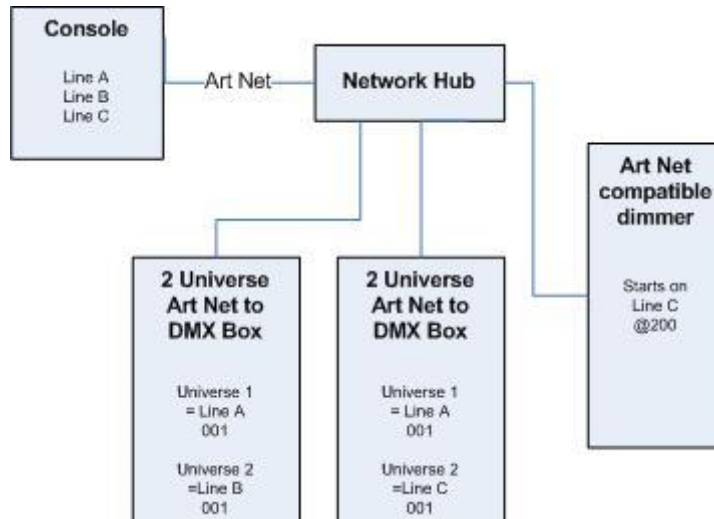 Console
Line A
Line B
Line C
Art Net
Network Hub
Art Net
compatible
dimmer
Starts on
Line C
@200
2 Universe
Art Net to
DMX Box
Universe 1
= Line A
001
Universe 2
=Line B
001
2 Universe
Art Net to
DMX Box
Universe 1
= Line A
001
Universe 2
=Line C
001